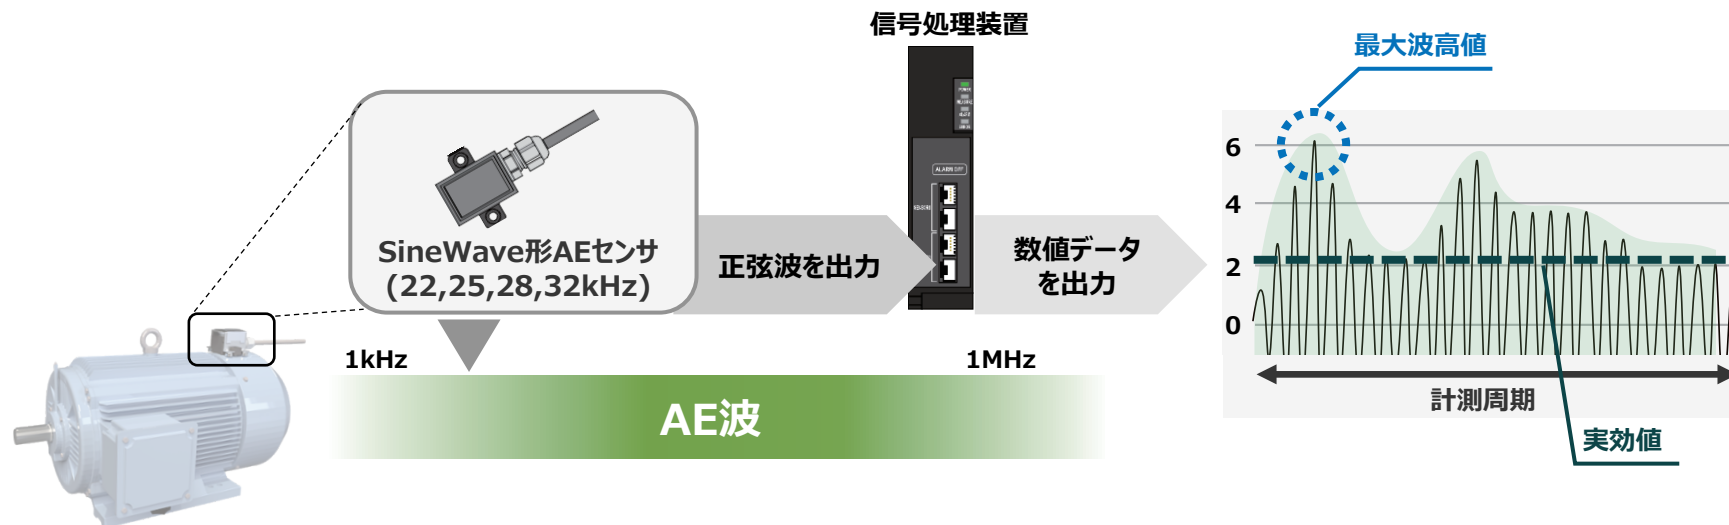 信号処理装置
最大波高値
POWER
ALARM
SENSORS
SineWave形AEセンサ
(22,25,28,32kHz)
正弦波を出力
数値データ
を出力
6
4
2
0
1kHz
1MHz
AE波
計測周期
実効値